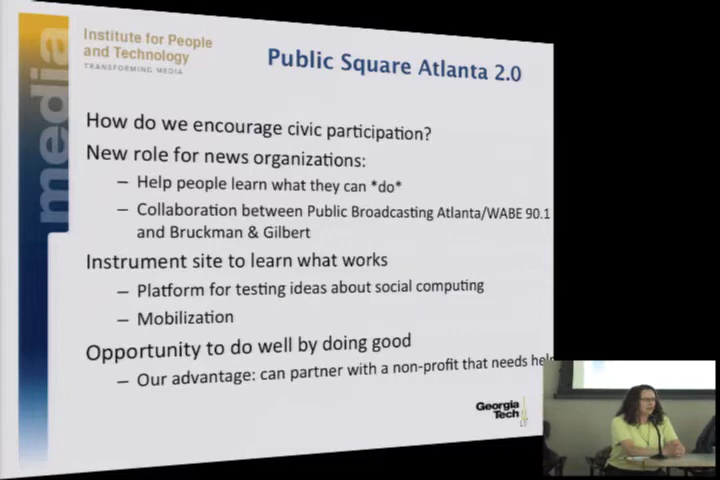 media
Institute for People
and Technology
TRANSFORMING MEDIA
Public Square Atlanta 2.0
How do we encourage civic participation?
New role for news organizations:
– Help people learn what they can *do*
– Collaboration between Public Broadcasting Atlanta/WABE 90.1
and Bruckman & Gilbert
Instrument site to learn what works
– Platform for testing ideas about social computing
– Mobilization
Opportunity to do well by doing good
– Our advantage: can partner with a non-profit that needs help
Georgia
Tech